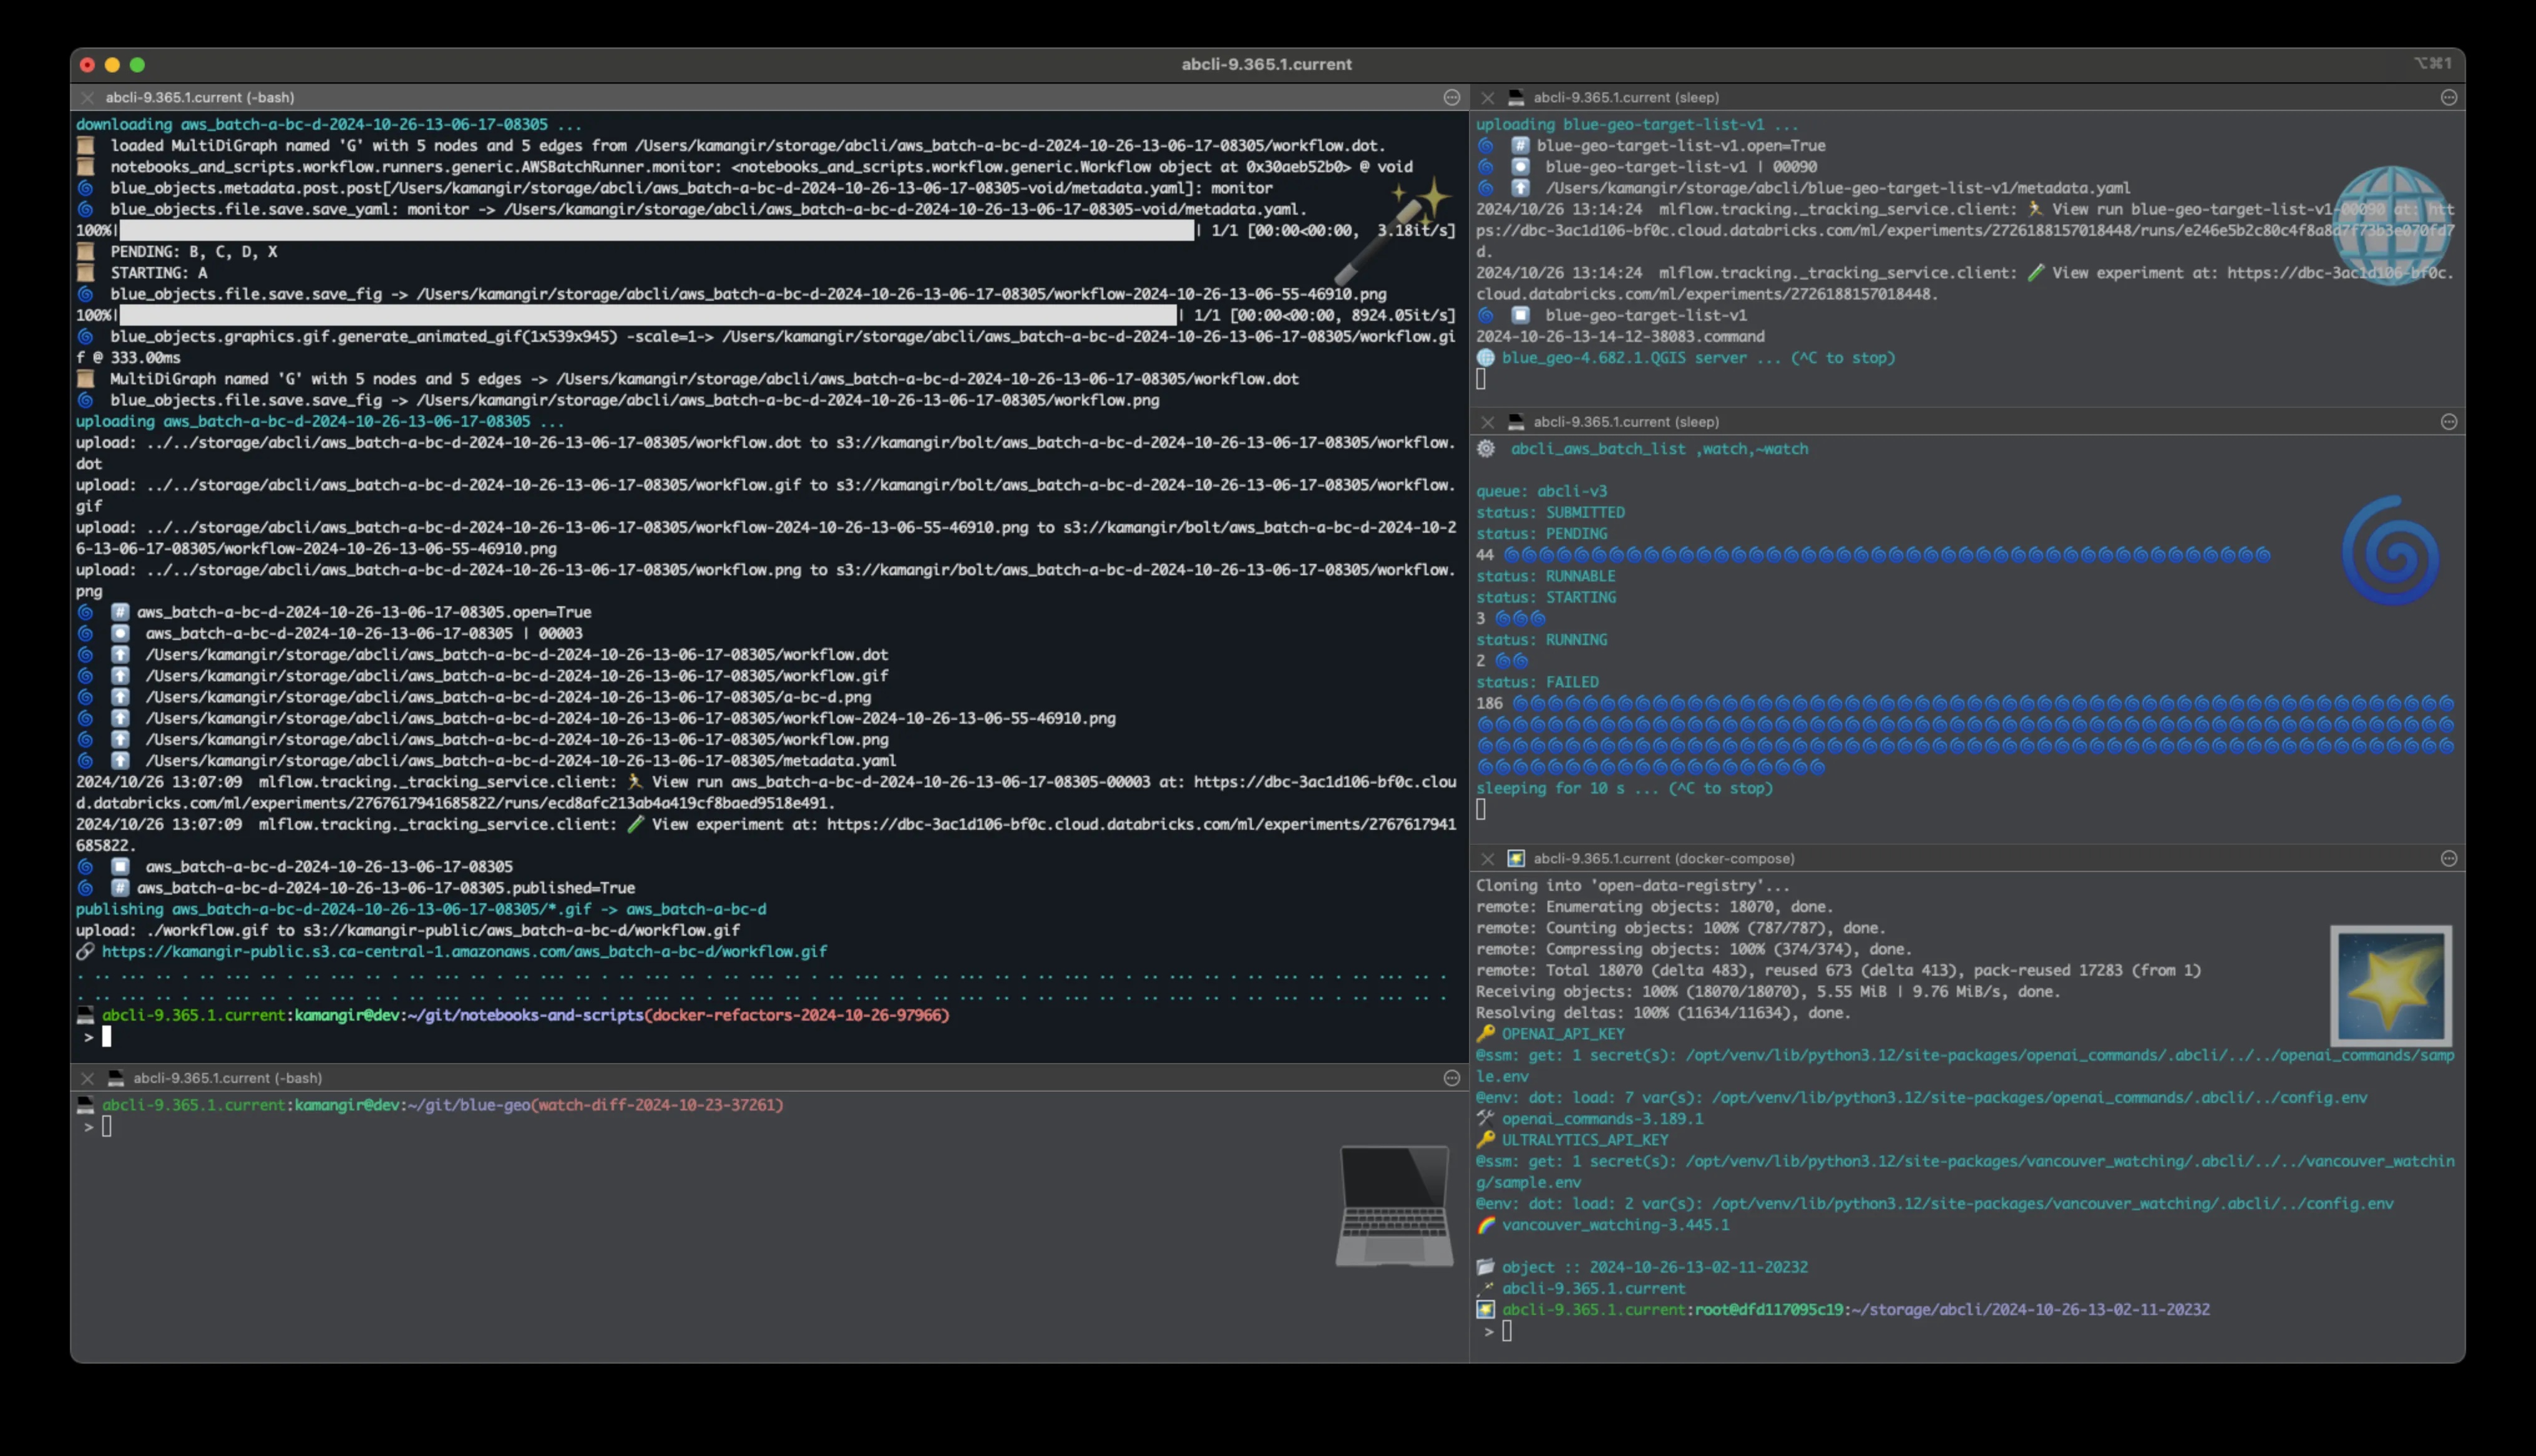 abcli-9.365.1.current
⌥⌘1
abcli-9.365.1.current (-bash)
downloading aws_batch-a-bc-d-2024-10-26-13-06-17-08305 ...
loaded MultiDiGraph named 'G' with 5 nodes and 5 edges from /Users/kamangir/storage/abcli/aws_batch-a-bc-d-2024-10-26-13-06-17-08305/workflow.dot.
notebooks_and_scripts.workflow.runners.generic.AWSBatchRunner.monitor: <notebooks_and_scripts.workflow.generic.Workflow object at 0x30aeb52b0> @ void
blue_objects.metadata.post.post[/Users/kamangir/storage/abcli/aws_batch-a-bc-d-2024-10-26-13-06-17-08305-void/metadata.yaml]: monitor
blue_objects.file.save.save_yaml: monitor -> /Users/kamangir/storage/abcli/aws_batch-a-bc-d-2024-10-26-13-06-17-08305-void/metadata.yaml.
100%| | 1/1 [00:00<00:00, 3.18it/s]
PENDING: B, C, D, X
STARTING: A
blue_objects.file.save.save_fig -> /Users/kamangir/storage/abcli/aws_batch-a-bc-d-2024-10-26-13-06-17-08305/workflow-2024-10-26-13-06-55-46910.png
100%| | 1/1 [00:00<00:00, 8924.05it/s]
blue_objects.graphics.gif.generate_animated_gif(1x539x945) -scale=1-> /Users/kamangir/storage/abcli/aws_batch-a-bc-d-2024-10-26-13-06-17-08305/workflow.gi
f @ 333.00ms
MultiDiGraph named 'G' with 5 nodes and 5 edges -> /Users/kamangir/storage/abcli/aws_batch-a-bc-d-2024-10-26-13-06-17-08305/workflow.dot
blue_objects.file.save.save_fig -> /Users/kamangir/storage/abcli/aws_batch-a-bc-d-2024-10-26-13-06-17-08305/workflow.png
uploading aws_batch-a-bc-d-2024-10-26-13-06-17-08305 ...
upload: ../../storage/abcli/aws_batch-a-bc-d-2024-10-26-13-06-17-08305/workflow.dot to s3://kamangir/bolt/aws_batch-a-bc-d-2024-10-26-13-06-17-08305/workflow.
dot
upload: ../../storage/abcli/aws_batch-a-bc-d-2024-10-26-13-06-17-08305/workflow.gif to s3://kamangir/bolt/aws_batch-a-bc-d-2024-10-26-13-06-17-08305/workflow.
gif
upload: ../../storage/abcli/aws_batch-a-bc-d-2024-10-26-13-06-17-08305/workflow-2024-10-26-13-06-55-46910.png to s3://kamangir/bolt/aws_batch-a-bc-d-2024-10-2
6-13-06-17-08305/workflow-2024-10-26-13-06-55-46910.png
upload: ../../storage/abcli/aws_batch-a-bc-d-2024-10-26-13-06-17-08305/workflow.png to s3://kamangir/bolt/aws_batch-a-bc-d-2024-10-26-13-06-17-08305/workflow.
png
# aws_batch-a-bc-d-2024-10-26-13-06-17-08305.open=True
aws_batch-a-bc-d-2024-10-26-13-06-17-08305 | 00003
/Users/kamangir/storage/abcli/aws_batch-a-bc-d-2024-10-26-13-06-17-08305/workflow.dot
/Users/kamangir/storage/abcli/aws_batch-a-bc-d-2024-10-26-13-06-17-08305/workflow.gif
/Users/kamangir/storage/abcli/aws_batch-a-bc-d-2024-10-26-13-06-17-08305/a-bc-d.png
/Users/kamangir/storage/abcli/aws_batch-a-bc-d-2024-10-26-13-06-17-08305/workflow-2024-10-26-13-06-55-46910.png
/Users/kamangir/storage/abcli/aws_batch-a-bc-d-2024-10-26-13-06-17-08305/workflow.png
/Users/kamangir/storage/abcli/aws_batch-a-bc-d-2024-10-26-13-06-17-08305/metadata.yaml
2024/10/26 13:07:09 mlflow.tracking._tracking_service.client: 🏃 View run aws_batch-a-bc-d-2024-10-26-13-06-17-08305-00003 at: https://dbc-3ac1d106-bf0c.clou
d.databricks.com/ml/experiments/2767617941685822/runs/ecd8afc213ab4a419cf8baed9518e491.
2024/10/26 13:07:09 mlflow.tracking._tracking_service.client: 🧪 View experiment at: https://dbc-3ac1d106-bf0c.cloud.databricks.com/ml/experiments/2767617941
685822.
aws_batch-a-bc-d-2024-10-26-13-06-17-08305
# aws_batch-a-bc-d-2024-10-26-13-06-17-08305.published=True
publishing aws_batch-a-bc-d-2024-10-26-13-06-17-08305/*.gif -> aws_batch-a-bc-d
upload: ./workflow.gif to s3://kamangir-public/aws_batch-a-bc-d/workflow.gif
🔗 https://kamangir-public.s3.ca-central-1.amazonaws.com/aws_batch-a-bc-d/workflow.gif
abcli-9.365.1.current:kamangir@dev:~/git/notebooks-and-scripts(docker-refactors-2024-10-26-97966)
>
abcli-9.365.1.current (-bash)
abcli-9.365.1.current:kamangir@dev:~/git/blue-geo(watch-diff-2024-10-23-37261)
>
abcli-9.365.1.current (sleep)
uploading blue-geo-target-list-v1 ...
# blue-geo-target-list-v1.open=True
blue-geo-target-list-v1 | 00090
/Users/kamangir/storage/abcli/blue-geo-target-list-v1/metadata.yaml
2024/10/26 13:14:24 mlflow.tracking._tracking_service.client: 🏃 View run blue-geo-target-list-v1-00090 at: htt
ps://dbc-3ac1d106-bf0c.cloud.databricks.com/ml/experiments/2726188157018448/runs/e246e5b2c80c4f8a8d7f73b3e070fd7
d.
2024/10/26 13:14:24 mlflow.tracking._tracking_service.client: 🧪 View experiment at: https://dbc-3ac1d106-bf0c.
cloud.databricks.com/ml/experiments/2726188157018448.
blue-geo-target-list-v1
2024-10-26-13-14-12-38083.command
🌐 blue_geo-4.682.1.QGIS server ... (^C to stop)
abcli-9.365.1.current (sleep)
abcli_aws_batch_list ,watch,~watch
queue: abcli-v3
status: SUBMITTED
status: PENDING
44
status: RUNNABLE
status: STARTING
3
status: RUNNING
2
status: FAILED
186
sleeping for 10 s ... (^C to stop)
abcli-9.365.1.current (docker-compose)
Cloning into 'open-data-registry'...
remote: Enumerating objects: 18070, done.
remote: Counting objects: 100% (787/787), done.
remote: Compressing objects: 100% (374/374), done.
remote: Total 18070 (delta 483), reused 673 (delta 413), pack-reused 17283 (from 1)
Receiving objects: 100% (18070/18070), 5.55 MiB | 9.76 MiB/s, done.
Resolving deltas: 100% (11634/11634), done.
🔑 OPENAI_API_KEY
@ssm: get: 1 secret(s): /opt/venv/lib/python3.12/site-packages/openai_commands/.abcli/../../openai_commands/samp
le.env
@env: dot: load: 7 var(s): /opt/venv/lib/python3.12/site-packages/openai_commands/.abcli/../config.env
openai_commands-3.189.1
🔑 ULTRALYTICS_API_KEY
@ssm: get: 1 secret(s): /opt/venv/lib/python3.12/site-packages/vancouver_watching/.abcli/../../vancouver_watchin
g/sample.env
@env: dot: load: 2 var(s): /opt/venv/lib/python3.12/site-packages/vancouver_watching/.abcli/../config.env
🌈 vancouver_watching-3.445.1
object :: 2024-10-26-13-02-11-20232
abcli-9.365.1.current
abcli-9.365.1.current:root@dfd117095c19:~/storage/abcli/2024-10-26-13-02-11-20232
>